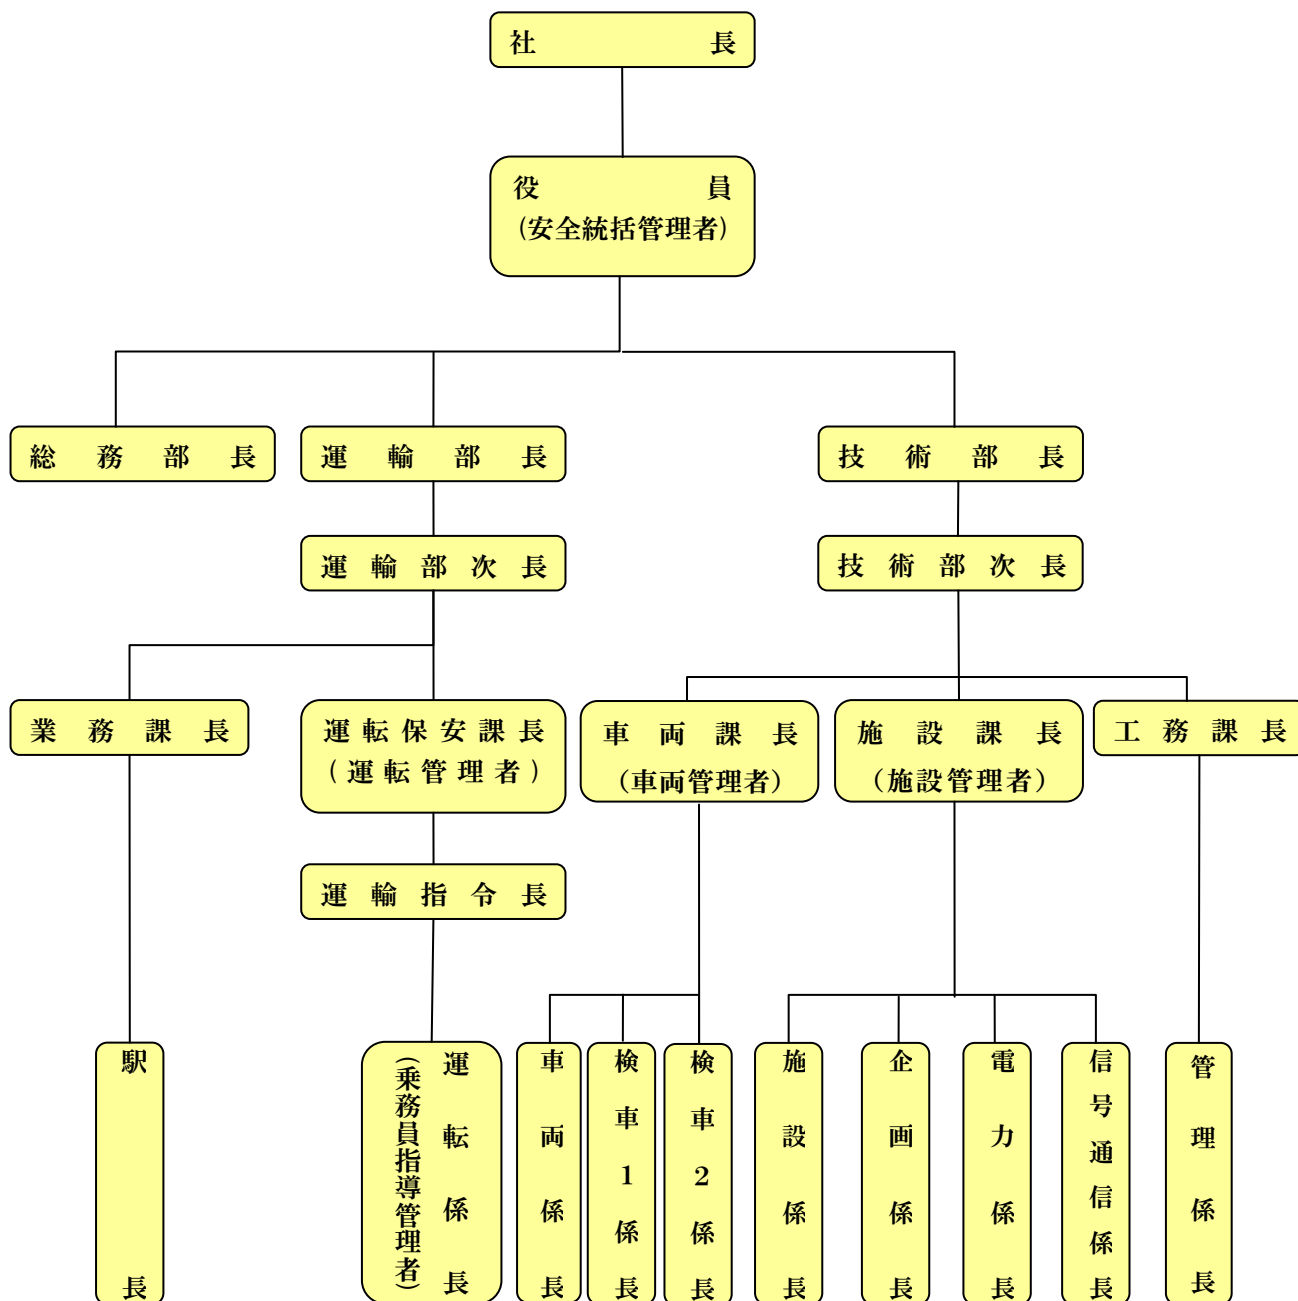 社長
役員
(安全統括管理者)
総務部長
運輸部長
技術部長
運輸部次長
技術部次長
業務課長
運転保安課長
(運転管理者)
車両課長
(車両管理者)
施設課長
(施設管理者)
工務課長
運輸指令長
駅長
運転係長
(乗務員指導管理者)
車両係長
検車1係長
検車2係長
施設係長
企画係長
電力係長
信号通信係長
管理係長